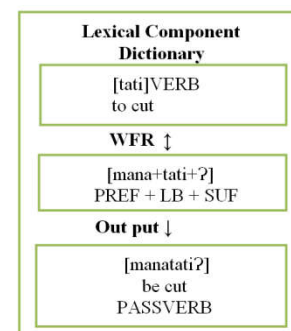 Lexical Component
Dictionary
[tati]VERB
to cut
WFR ↕
[mana+tati+ʔ]
PREF + LB + SUF
Out put ↓
[manatatiʔ]
be cut
PASSVERB